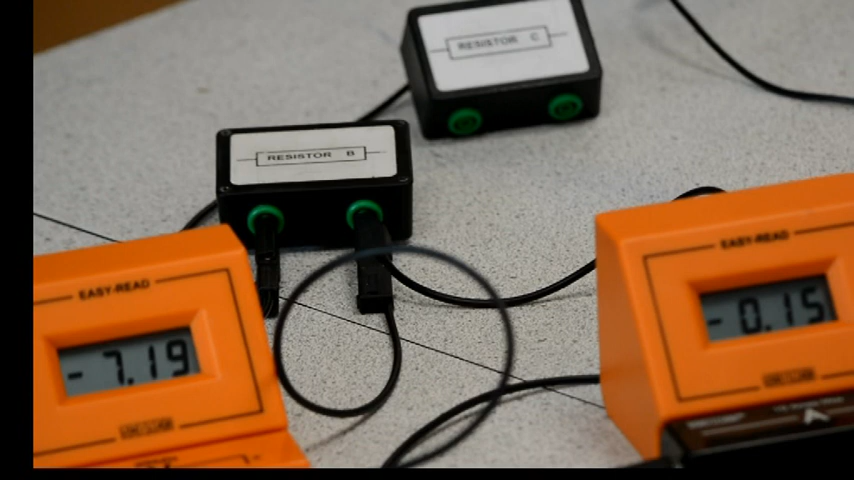 RESISTOR C
RESISTOR B
EASY-READ
-7.19
EASY-READ
-0.15